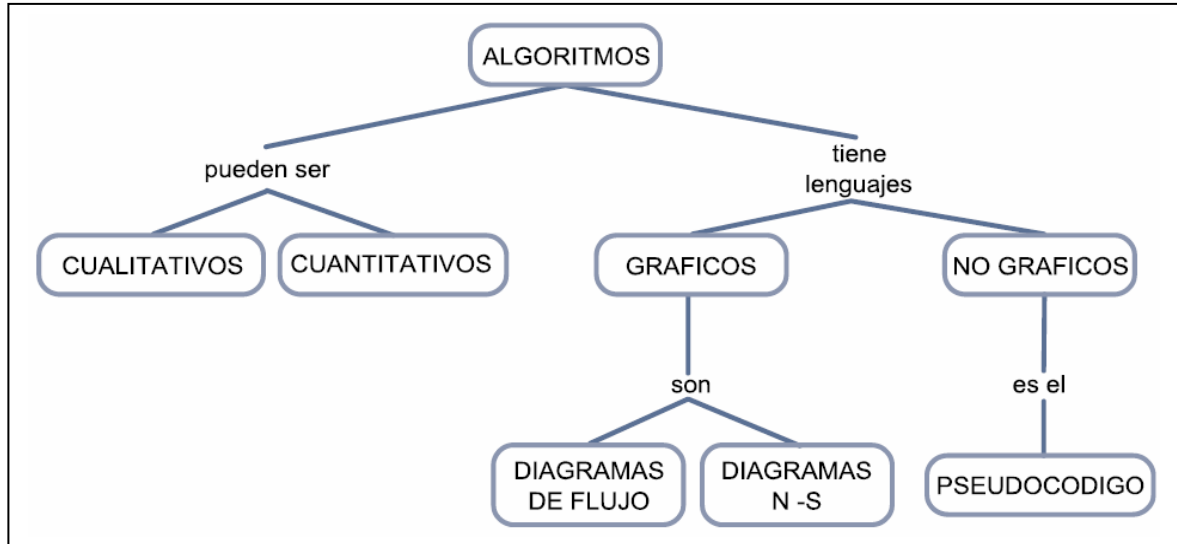 ALGORITMOS
pueden ser
tiene
lenguajes
CUALITATIVOS
CUANTITATIVOS
GRAFICOS
NO GRAFICOS
son
es el
DIAGRAMAS
DE FLUJO
DIAGRAMAS
N -S
PSEUDOCODIGO